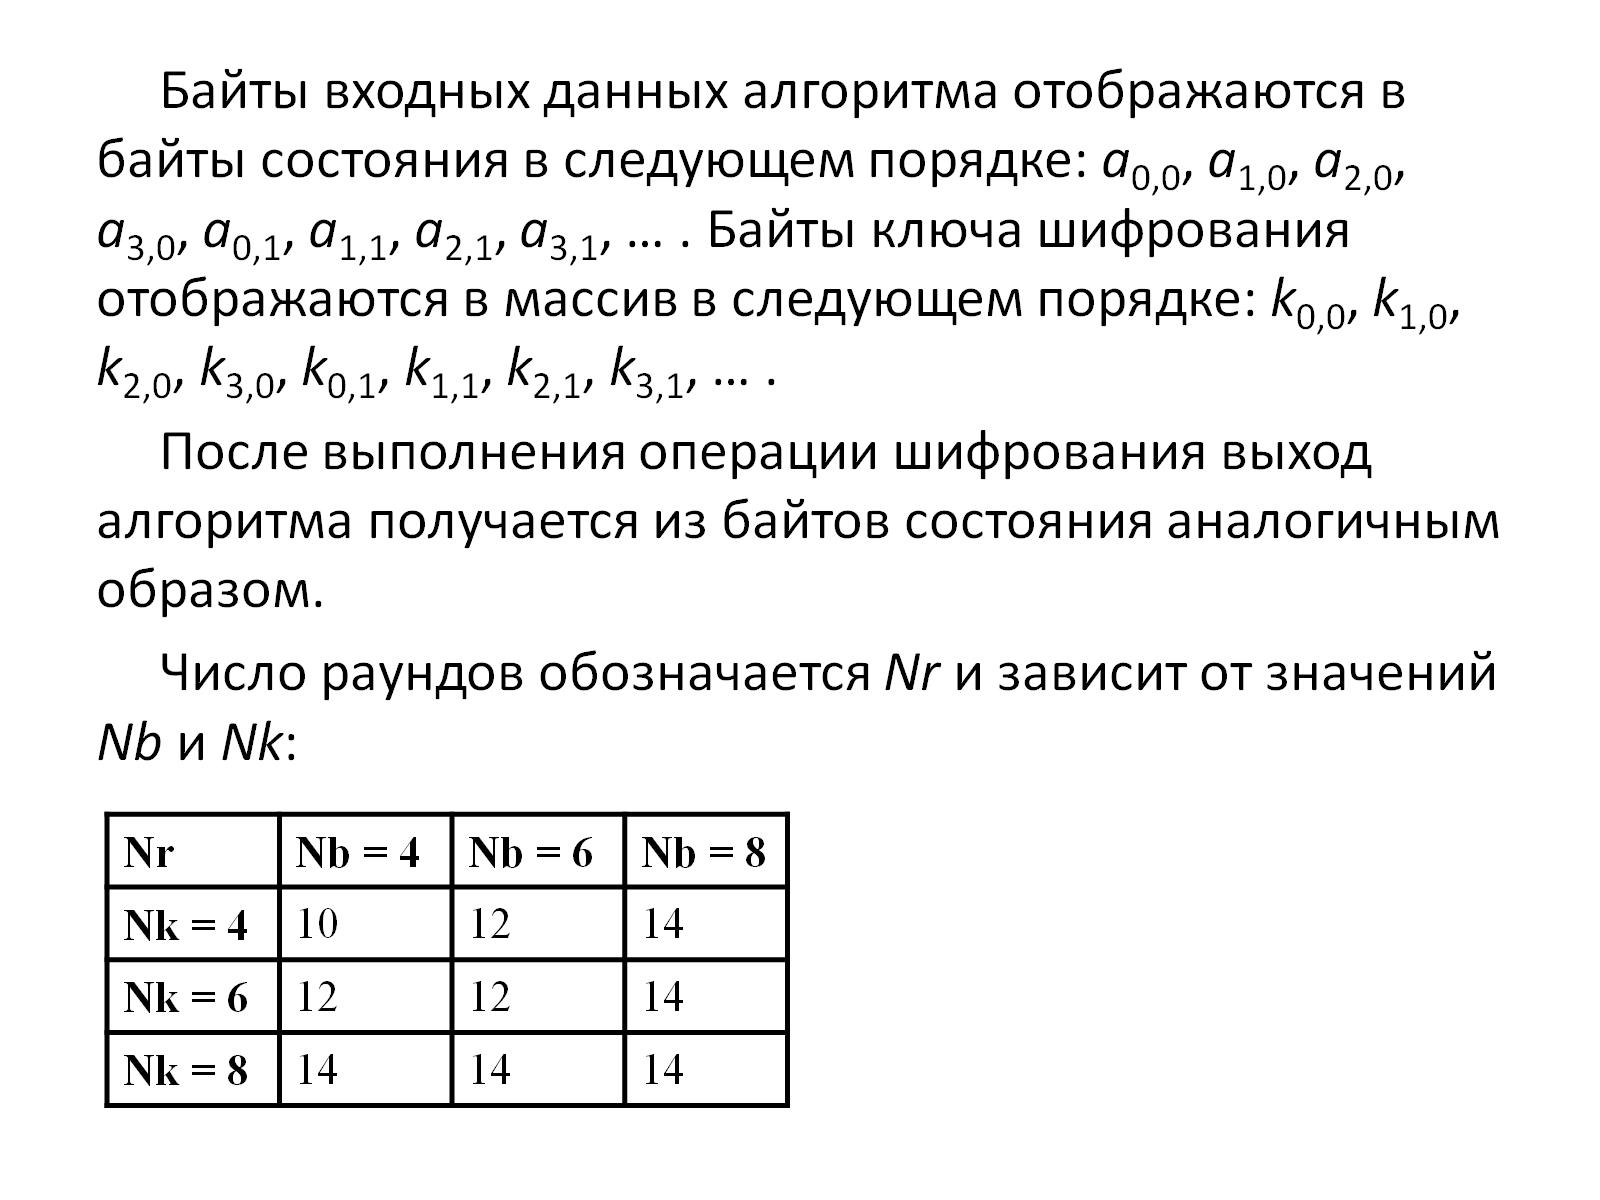 Байты входных данных алгоритма отображаются в
байты состояния в следующем порядке: a0,0, a1,0, a2,0,
a3,0, a0,1, a1,1, a2,1, a3,1, … . Байты ключа шифрования
отображаются в массив в следующем порядке: k0,0, k1,0,
k2,0, k3,0, k0,1, k1,1, k2,1, k3,1, … .
После выполнения операции шифрования выход
алгоритма получается из байтов состояния аналогичным
образом.
Число раундов обозначается Nr и зависит от значений
Nb и Nk:
Nr Nb = 4 Nb = 6 Nb = 8
Nk = 4 10 12 14
Nk = 6 12 12 14
Nk = 8 14 14 14